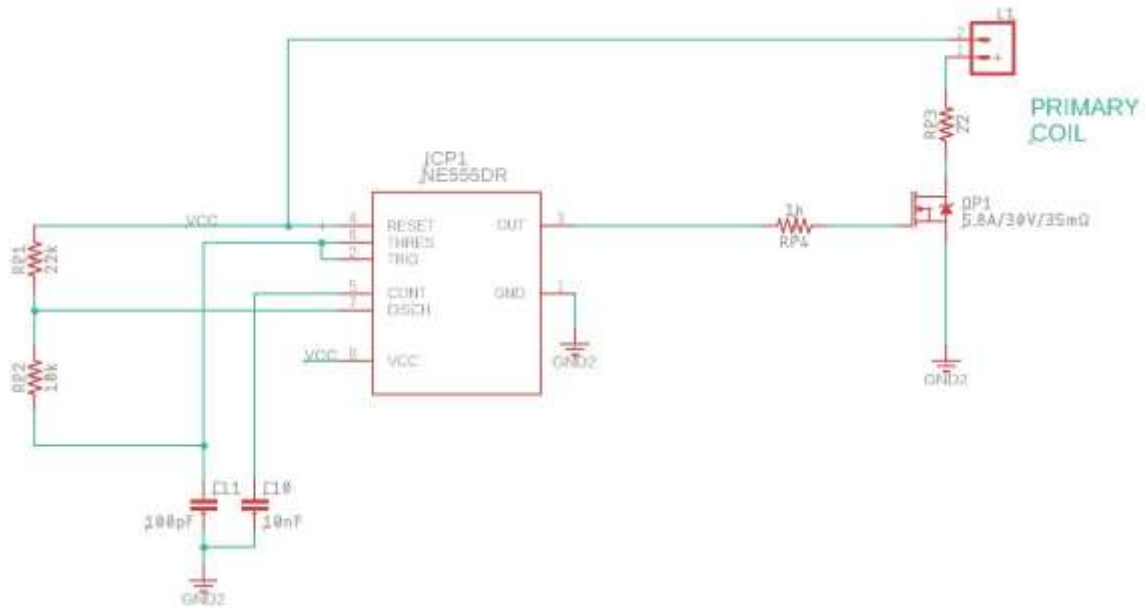 L1
2
1
+
PRIMARY
COIL
RP3
22
ICP1
NE555DR
QP1
5.8A/30V/35mΩ
VCC
4
RESET
OUT
3
1k
RP4
RP1
22k
THRES
2
TRIG
5
CONT
GND
1
7
DISCH
GND2
VCC
8
VCC
GND2
RP2
C11
C10
100pF
10nF
GND2